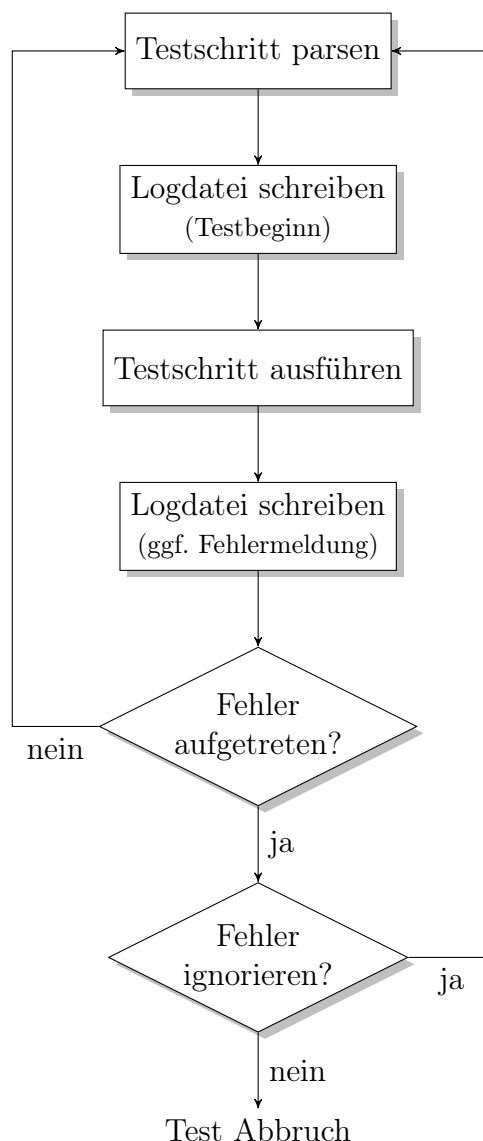 Testschritt parsen
Logdatei schreiben
(Testbeginn)
Testschritt ausführen
Logdatei schreiben
(ggf. Fehlermeldung)
Fehler
aufgetreten?
nein
ja
Fehler
ignorieren?
ja
nein
Test Abbruch